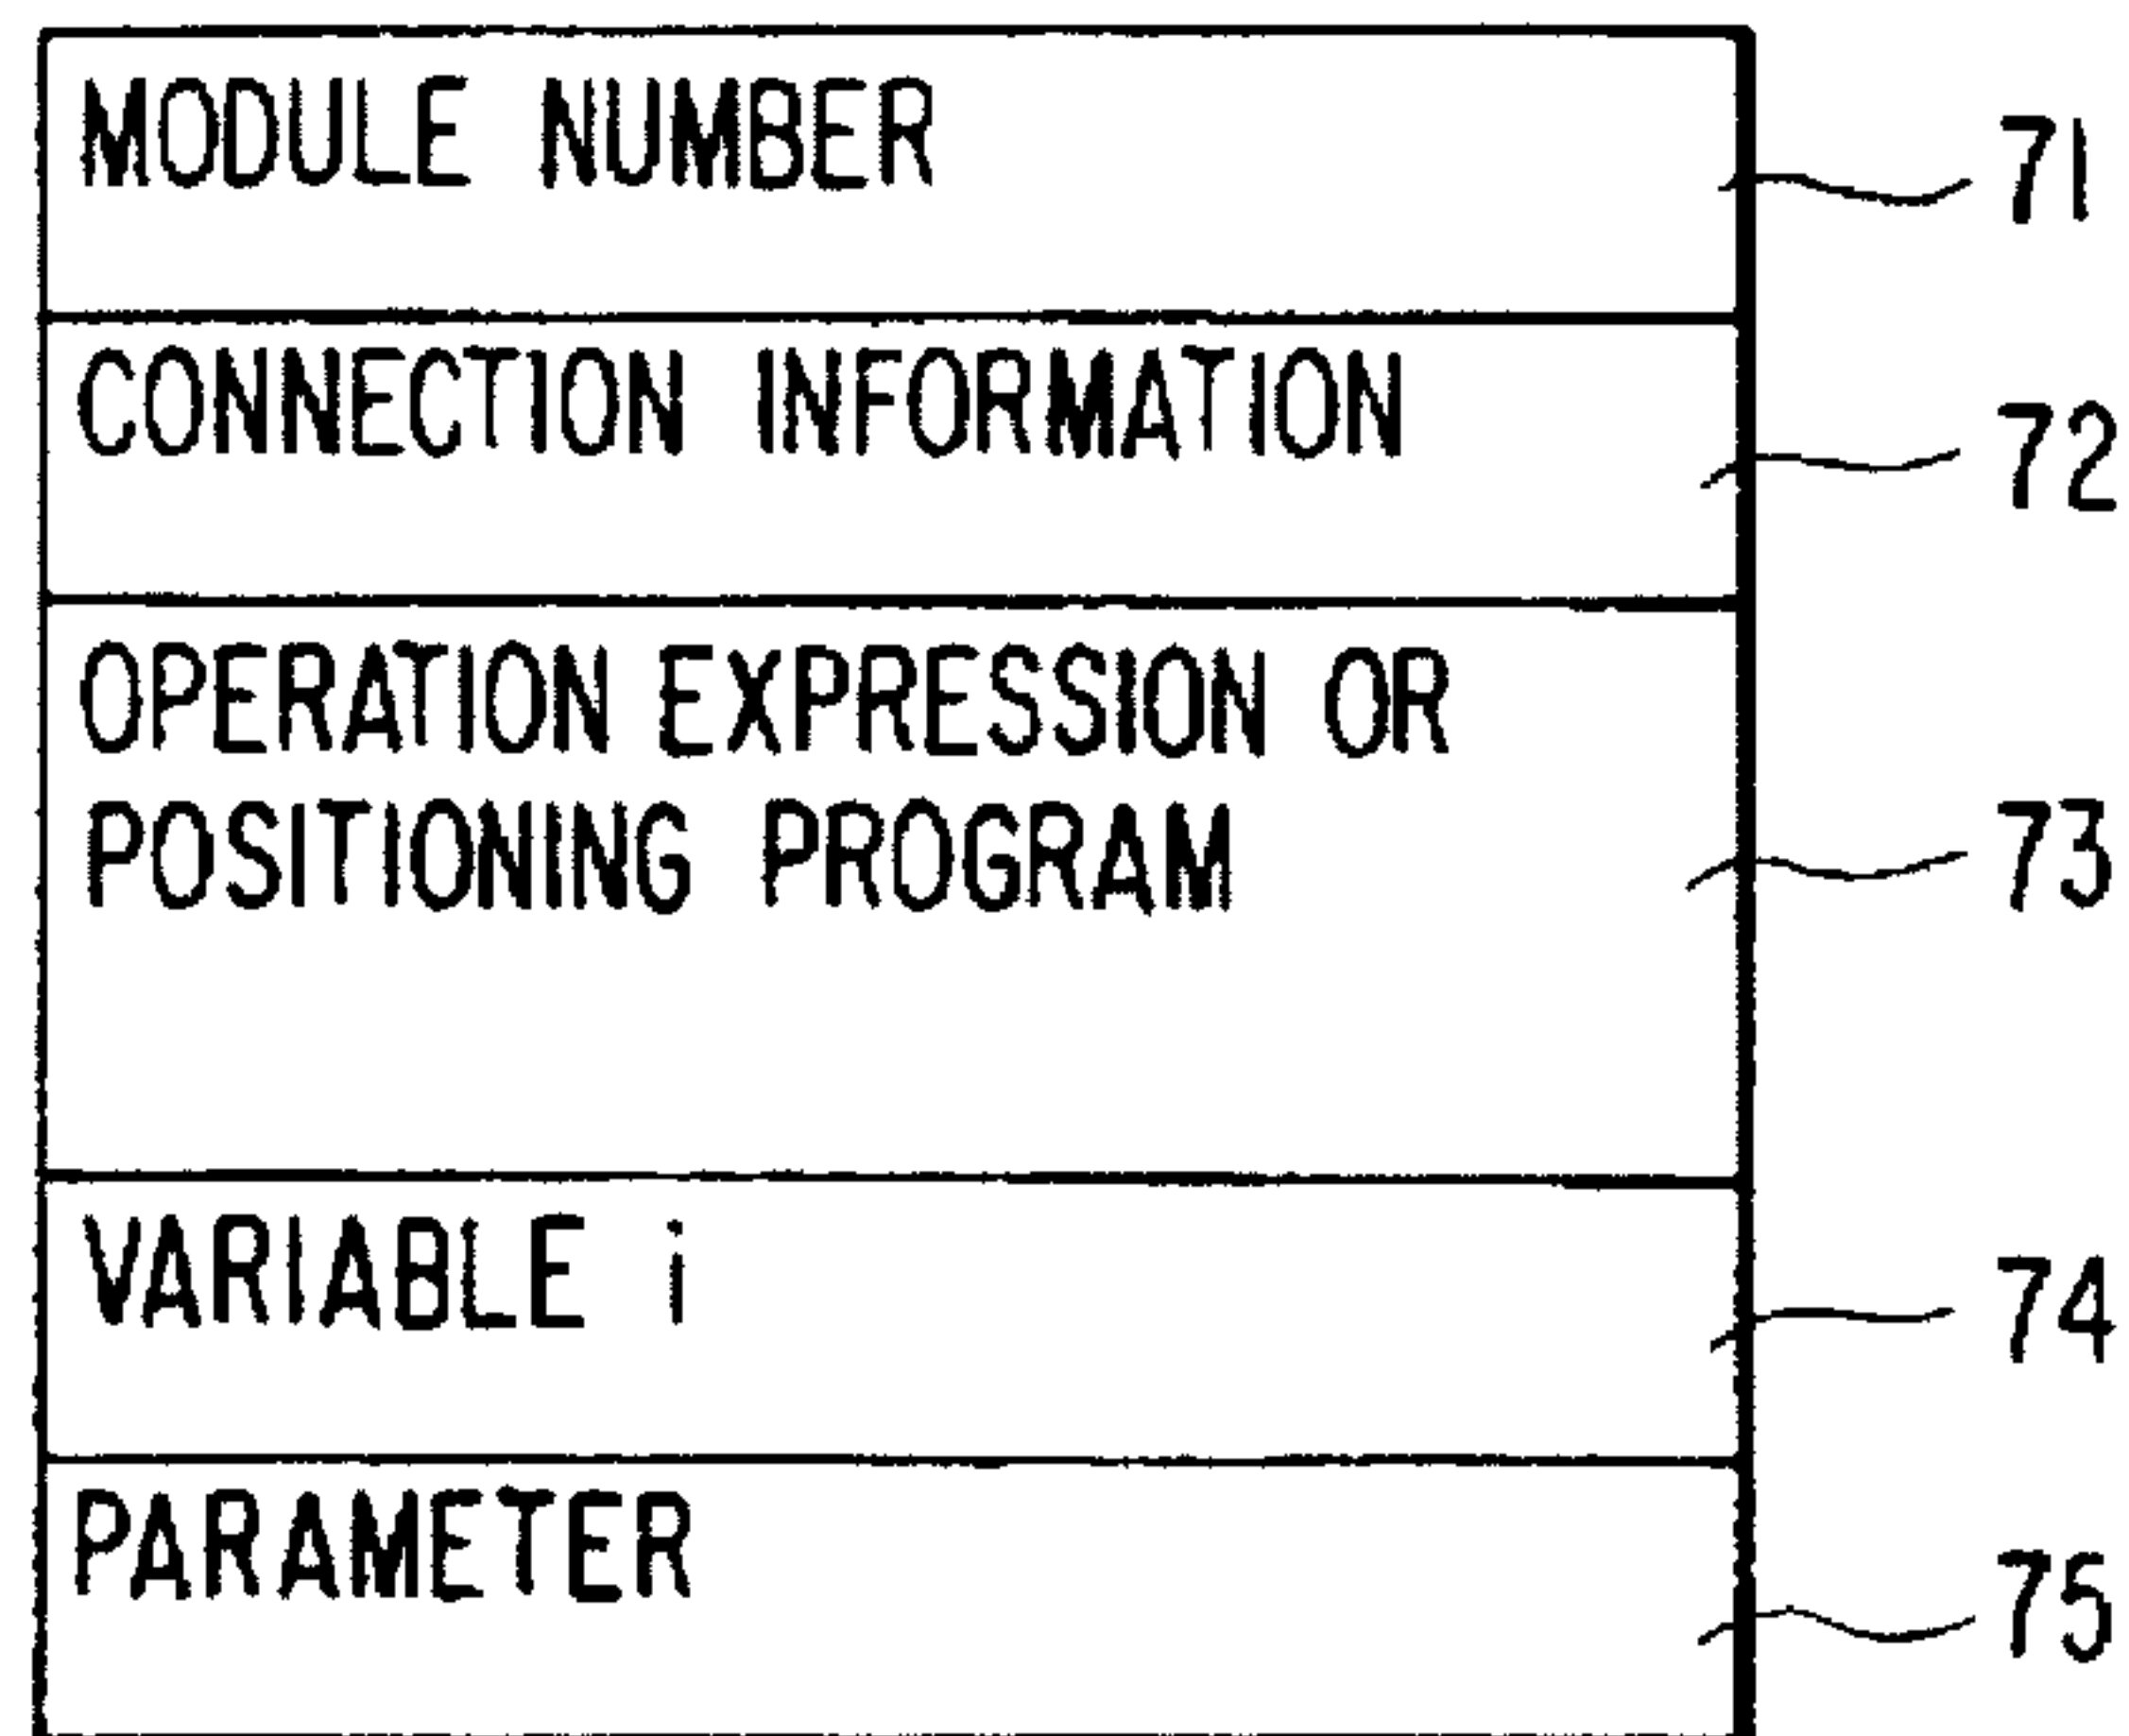 MODULE NUMBER
71
CONNECTION INFORMATION
72
OPERATION EXPRESSION OR
POSITIONING PROGRAM
73
VARIABLE i
74
PARAMETER
75